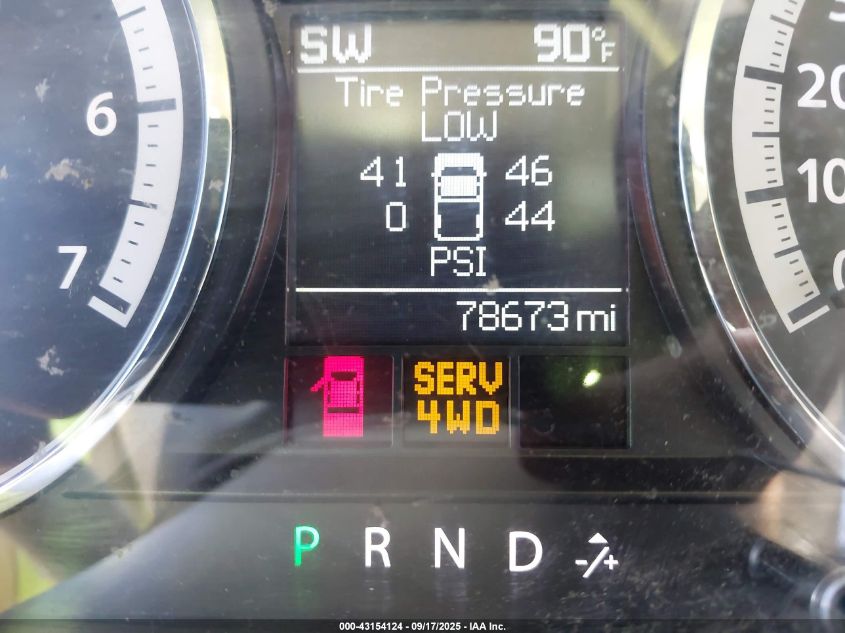 SW 90°F
Tire Pressure
LOW
41 46
0 44
PSI
78673 mi
6
7
20
10
0
SERV
4WD
P R N D -/+
000-43154124 - 09/17/2025 - IAA Inc.